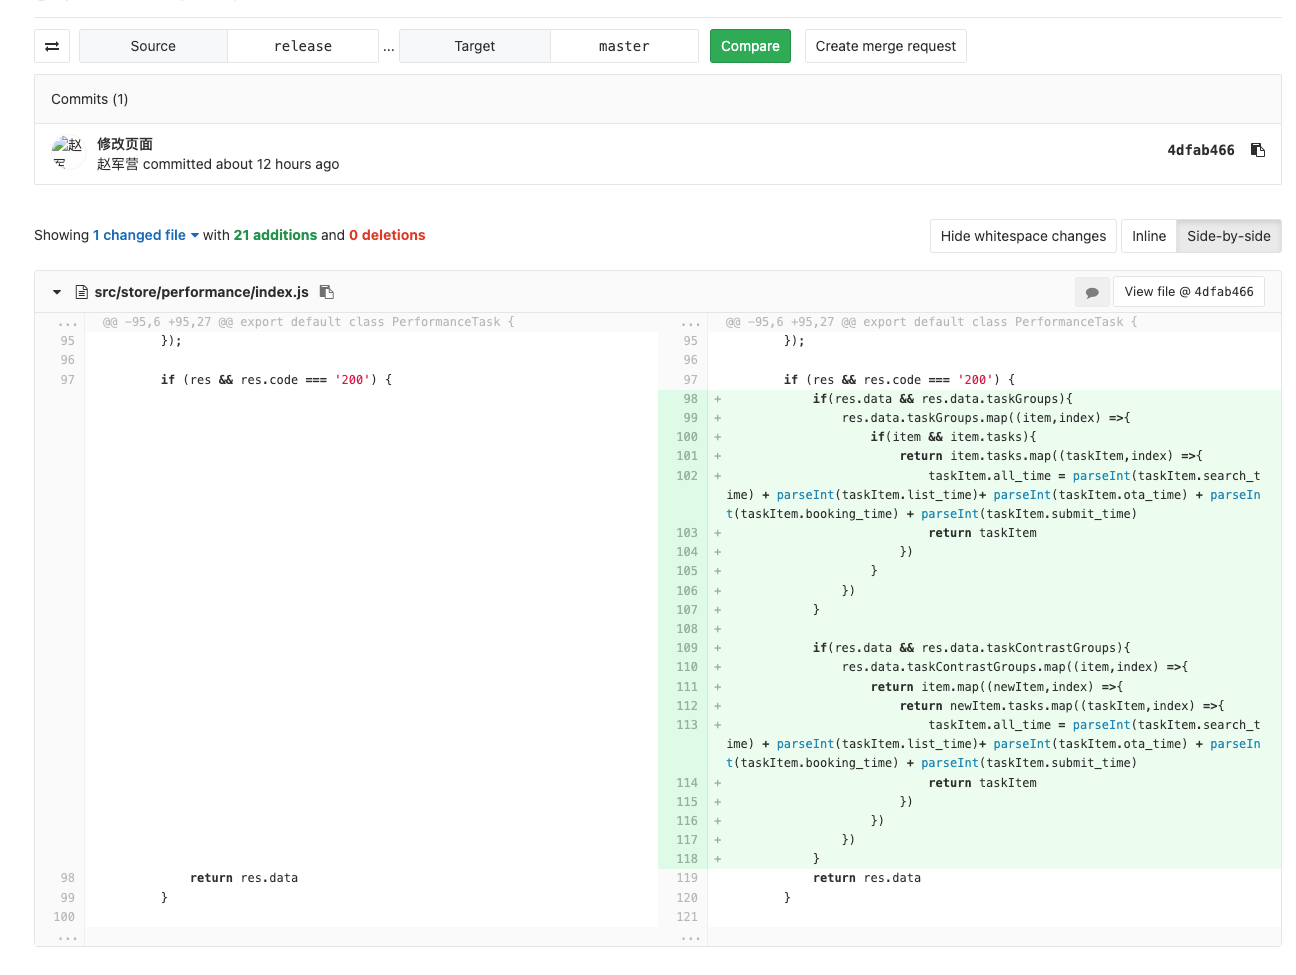 Source release ... Target master Compare Create merge request
Commits (1)
修改页面
赵军营 committed about 12 hours ago
4dfab466
Showing 1 changed file with 21 additions and 0 deletions
Hide whitespace changes Inline Side-by-side
src/store/performance/index.js
View file @ 4dfab466
... @@ -95,6 +95,27 @@ export default class PerformanceTask {
95 });
96
97 if (res && res.code === '200') {
98 return res.data
99 }
100
...
... @@ -95,6 +95,27 @@ export default class PerformanceTask {
95 });
96
97 if (res && res.code === '200') {
98 + if(res.data && res.data.taskGroups){
99 + res.data.taskGroups.map((item,index) =>{
100 + if(item && item.tasks){
101 + return item.tasks.map((taskItem,index) =>{
102 + taskItem.all_time = parseInt(taskItem.search_t
ime) + parseInt(taskItem.list_time)+ parseInt(taskItem.ota_time) + parseIn
t(taskItem.booking_time) + parseInt(taskItem.submit_time)
103 + return taskItem
104 + })
105 + }
106 + })
107 + }
108 +
109 + if(res.data && res.data.taskContrastGroups){
110 + res.data.taskContrastGroups.map((item,index) =>{
111 + return item.map((newItem,index) =>{
112 + return newItem.tasks.map((taskItem,index) =>{
113 + taskItem.all_time = parseInt(taskItem.search_t
ime) + parseInt(taskItem.list_time)+ parseInt(taskItem.ota_time) + parseIn
t(taskItem.booking_time) + parseInt(taskItem.submit_time)
114 + return taskItem
115 + })
116 + })
117 + })
118 + }
119 return res.data
120 }
121
...